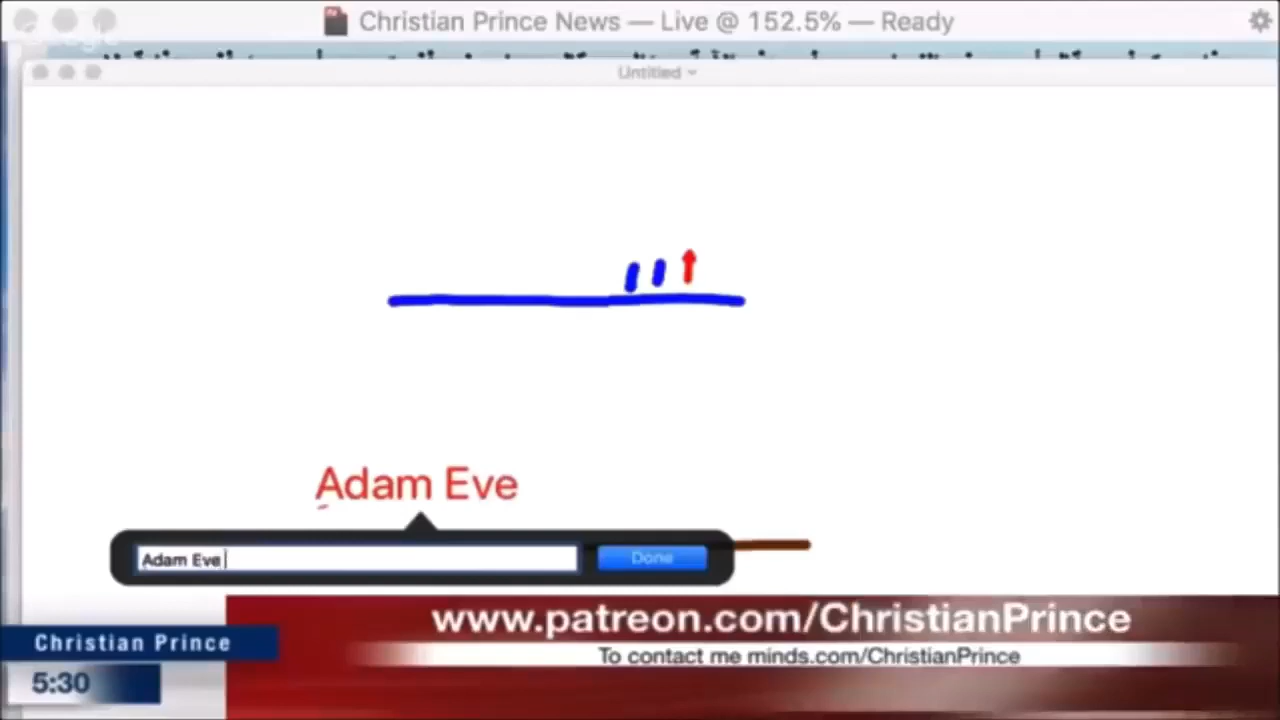 Christian Prince News — Live @ 152.5% — Ready
Untitled
Adam Eve
Adam Eve
Done
www.patreon.com/ChristianPrince
To contact me minds.com/ChristianPrince
Christian Prince
5:30